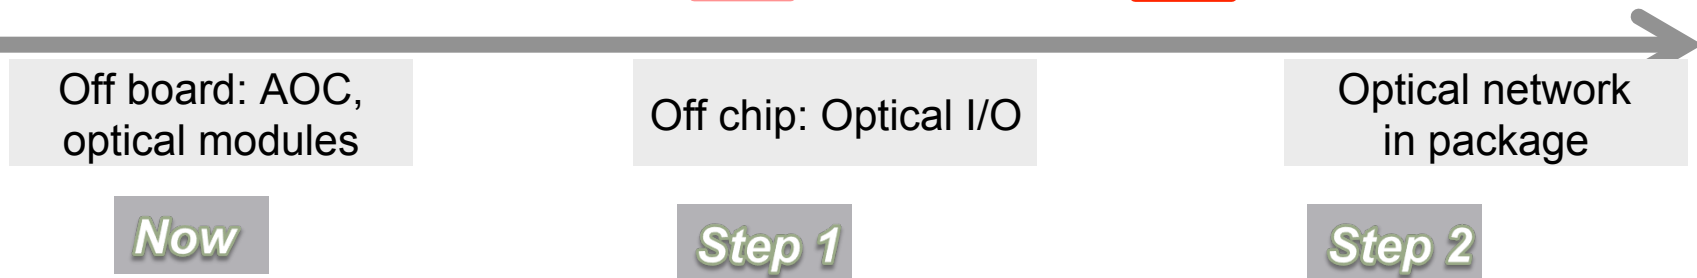 Off board: AOC,
optical modules
Off chip: Optical I/O
Optical network
in package
Now
Step 1
Step 2